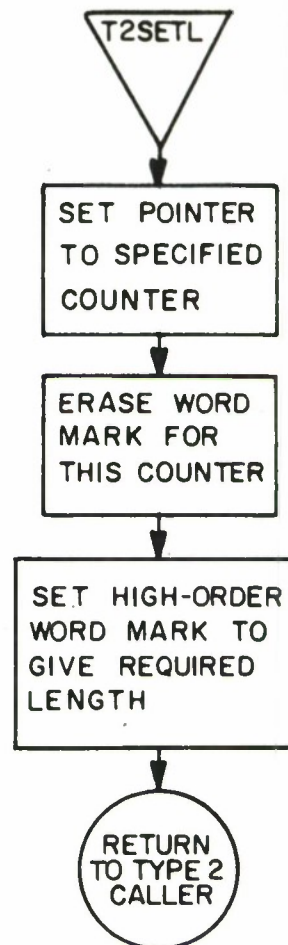 T2SETL
SET POINTER
TO SPECIFIED
COUNTER
ERASE WORD
MARK FOR
THIS COUNTER
SET HIGH-ORDER
WORD MARK TO
GIVE REQUIRED
LENGTH
RETURN
TO TYPE 2
CALLER